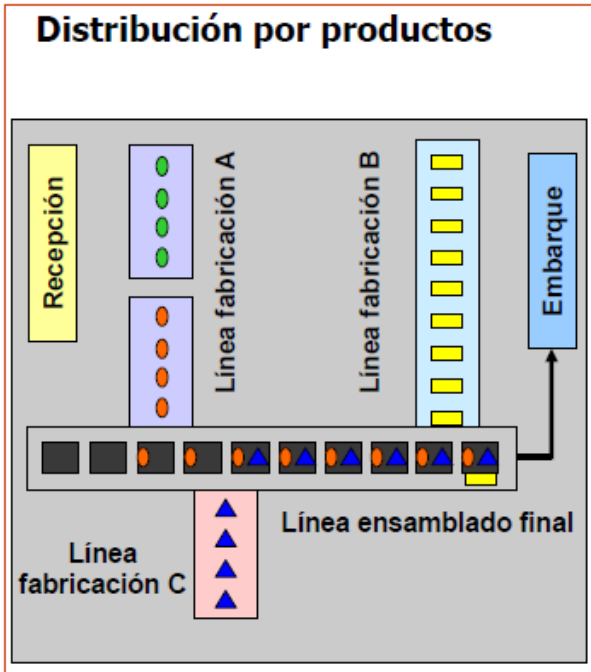 Distribución por productos
Recepción
Línea fabricación A
Línea fabricación B
Embarque
Línea ensamblado final
Línea
fabricación C